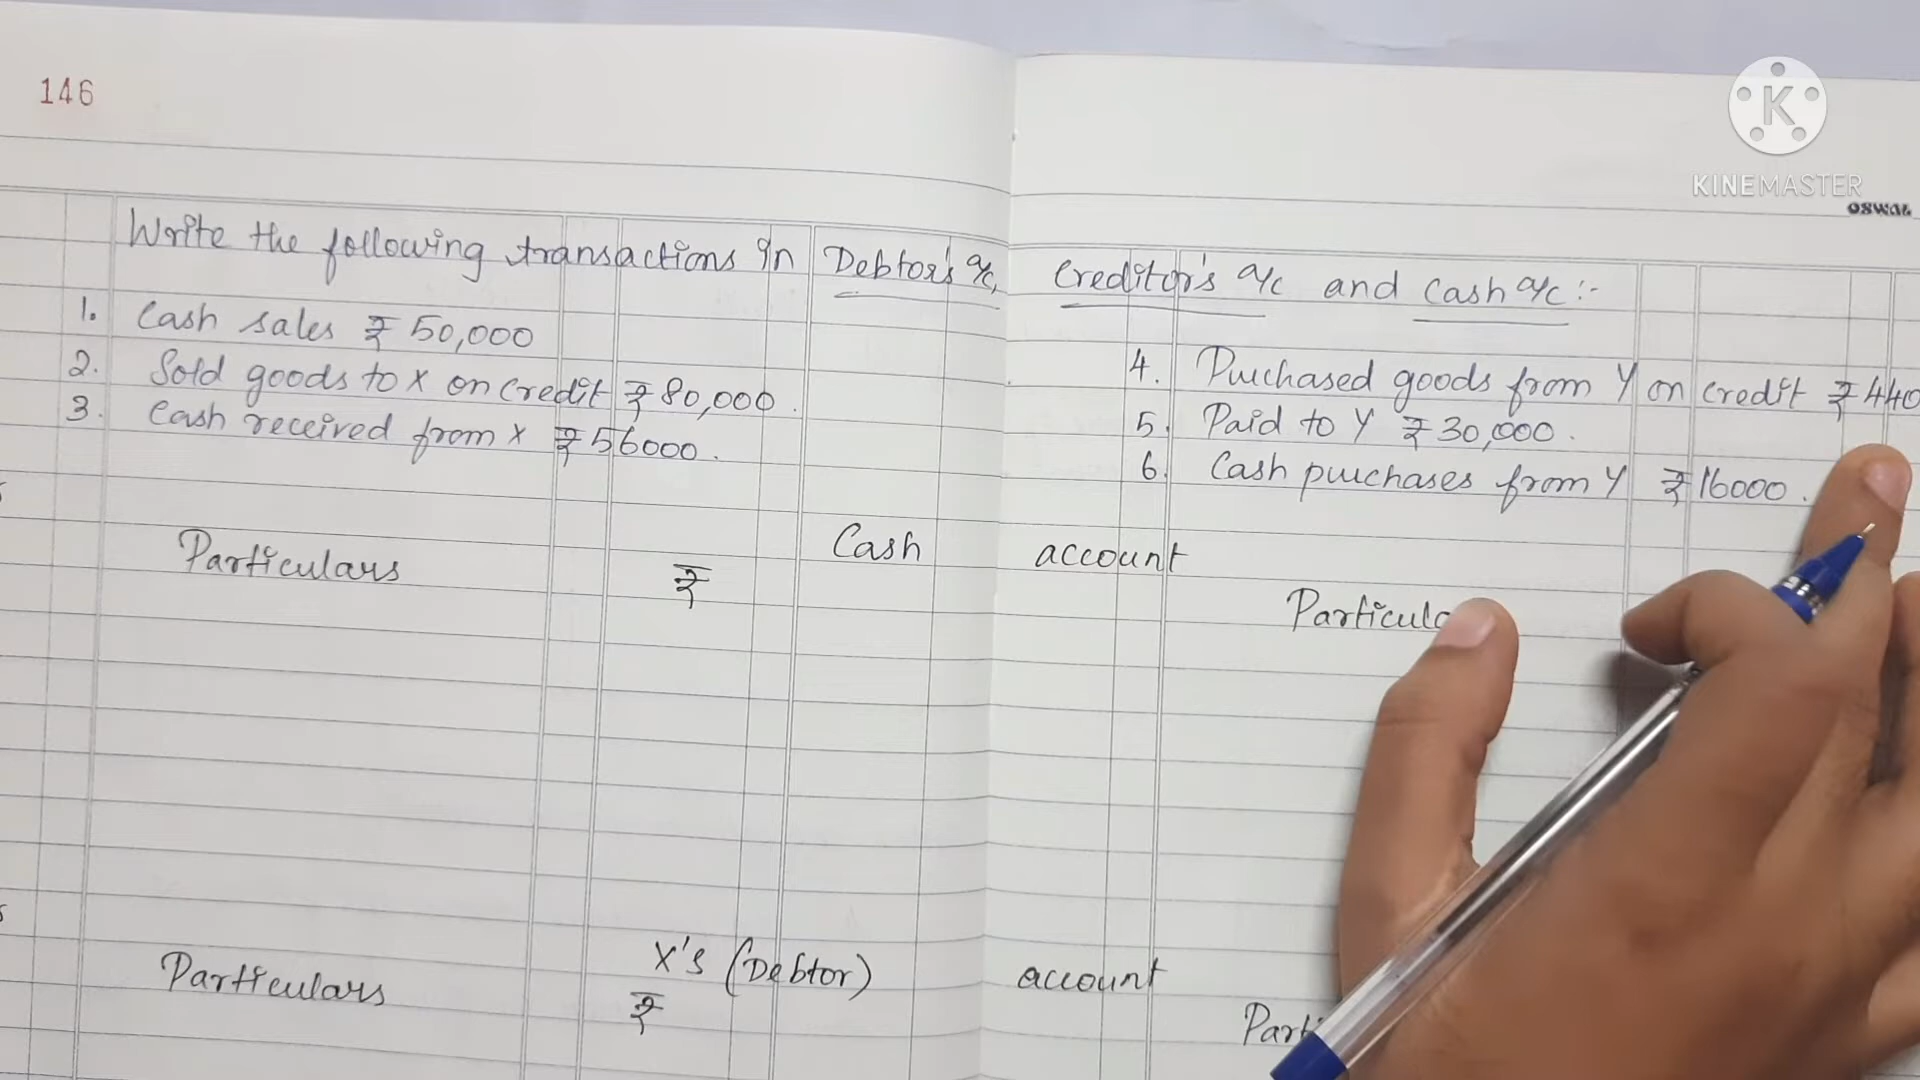 146
KINEMASTER
OSWAL
Write the following transactions in Debtor's a/c, Creditor's a/c and Cash a/c :-
1. Cash sales ₹ 50,000
2. Sold goods to X on credit ₹ 80,000.
3. Cash received from X ₹ 56000.
4. Purchased goods from Y on credit ₹ 440
5. Paid to Y ₹ 30,000.
6. Cash purchases from Y ₹ 16000.
Cash account
Particulars ₹
X's (Debtor) account
Particulars ₹